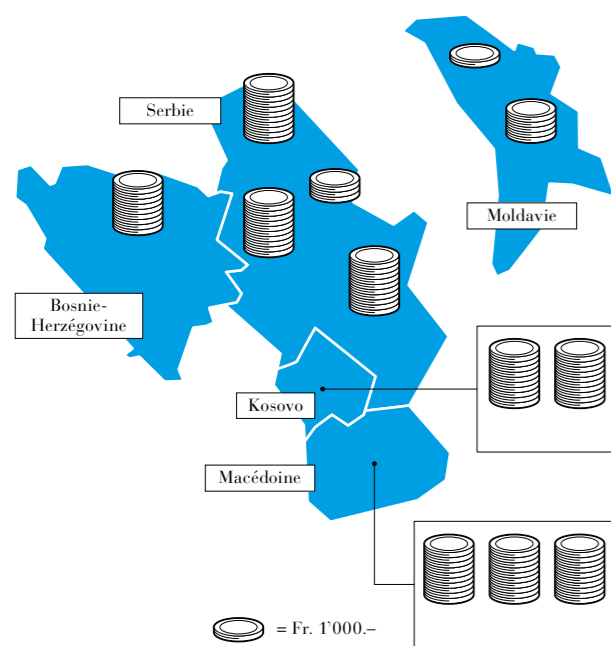 Serbie
Moldavie
Bosnie-
Herzégovine
Kosovo
Macédoine
= Fr. 1'000.–